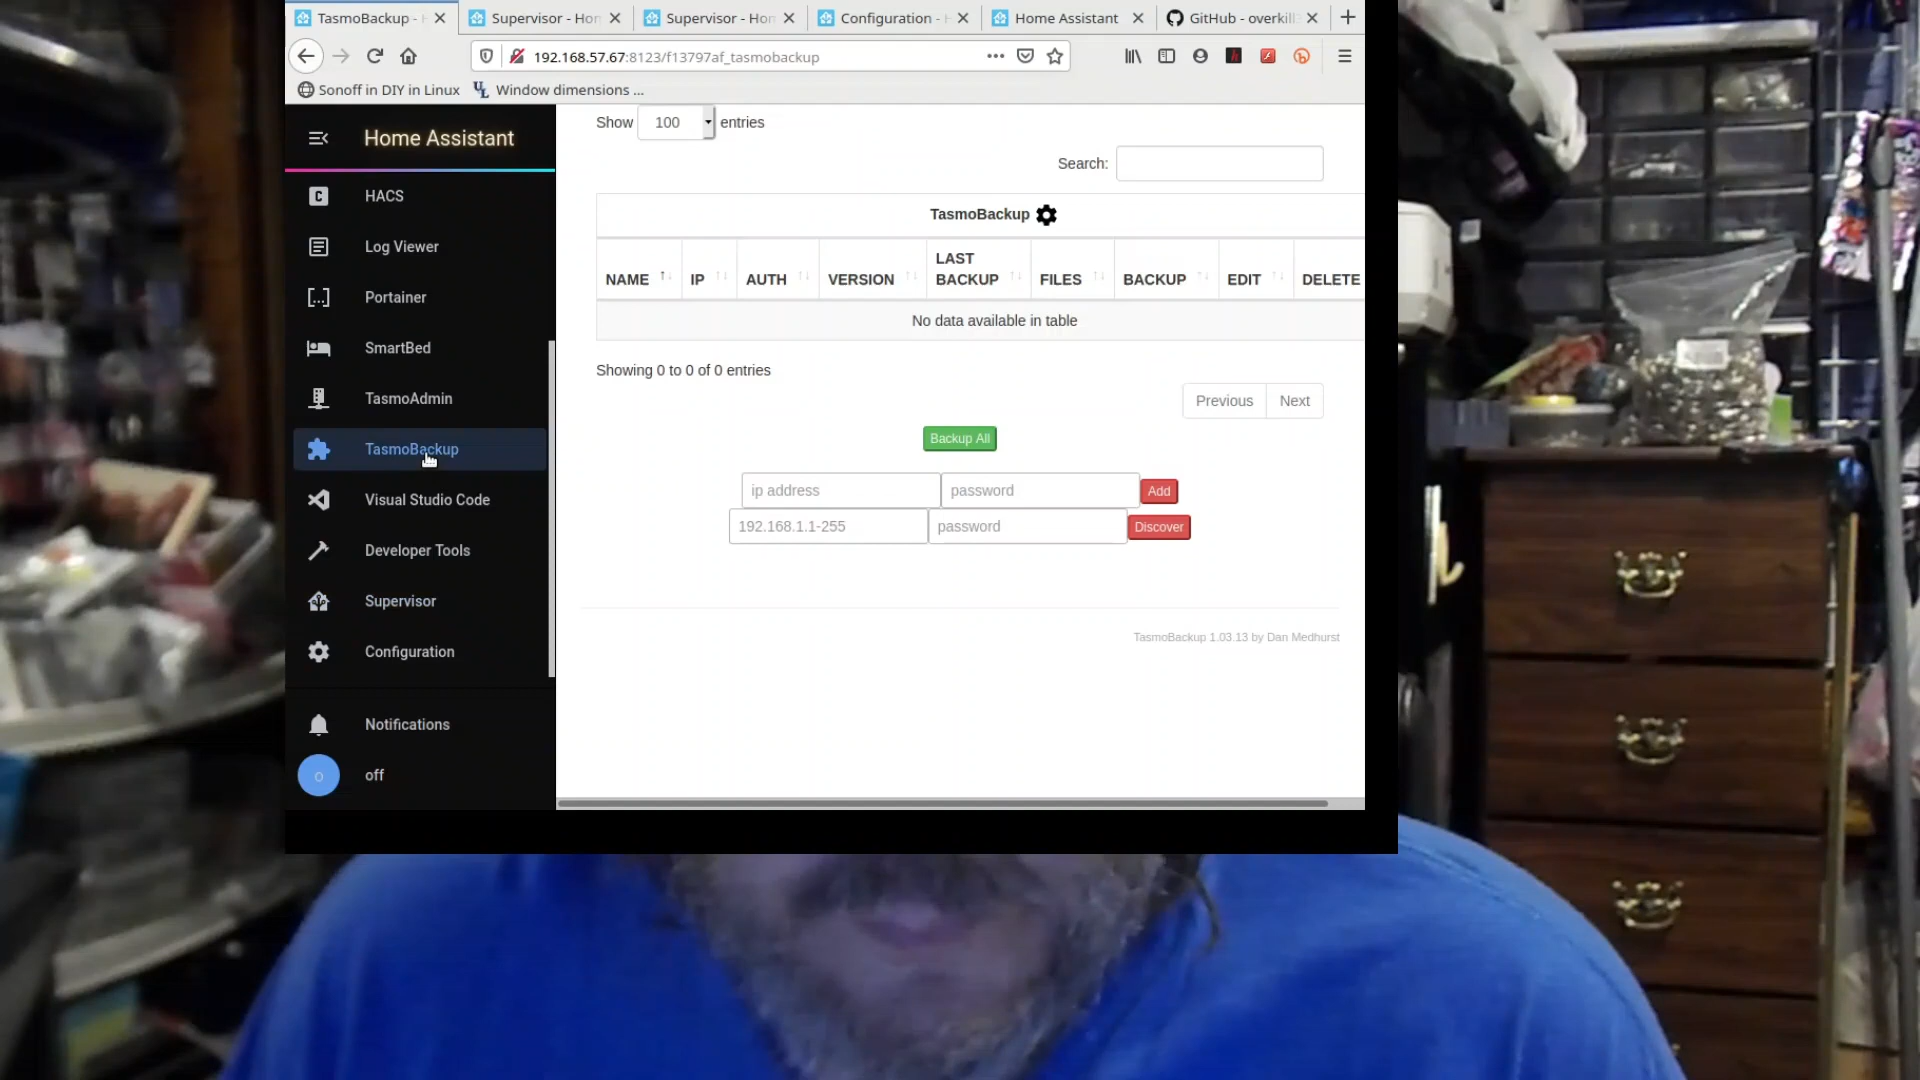 TasmoBackup - H
Supervisor - Hom
Supervisor - Hom
Configuration - H
Home Assistant
GitHub - overkill
192.168.57.67:8123/f13797af_tasmobackup
Sonoff in DIY in Linux
Window dimensions ...
Home Assistant
HACS
Log Viewer
Portainer
SmartBed
TasmoAdmin
TasmoBackup
Visual Studio Code
Developer Tools
Supervisor
Configuration
Notifications
o off
Show 100 entries
Search:
TasmoBackup
NAME IP AUTH VERSION LAST BACKUP FILES BACKUP EDIT DELETE
No data available in table
Showing 0 to 0 of 0 entries
Previous Next
Backup All
ip address password Add
192.168.1.1-255 password Discover
TasmoBackup 1.03.13 by Dan Medhurst